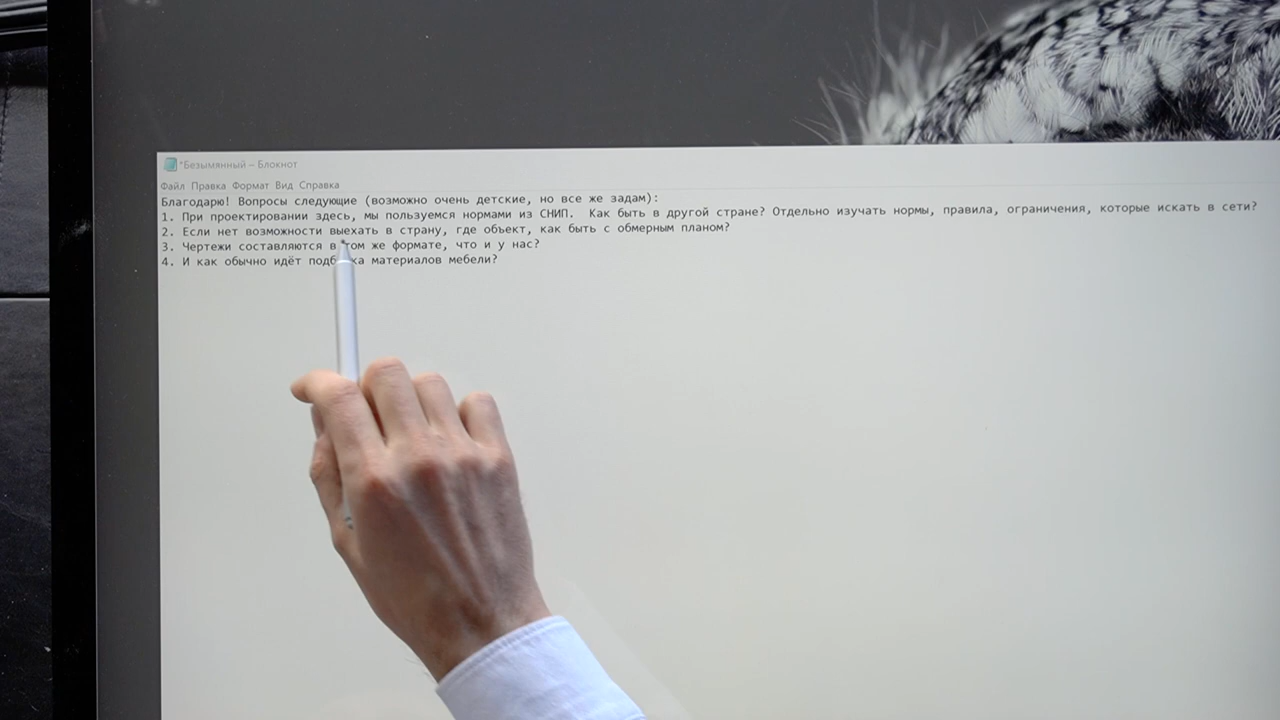 *Безымянный – Блокнот
Файл Правка Формат Вид Справка
Благодарю! Вопросы следующие (возможно очень детские, но все же задам):
1. При проектировании здесь, мы пользуемся нормами из СНИП.  Как быть в другой стране? Отдельно изучать нормы, правила, ограничения, которые искать в сети?
2. Если нет возможности выехать в страну, где объект, как быть с обмерным планом?
3. Чертежи составляются в том же формате, что и у нас?
4. И как обычно идёт подборка материалов мебели?